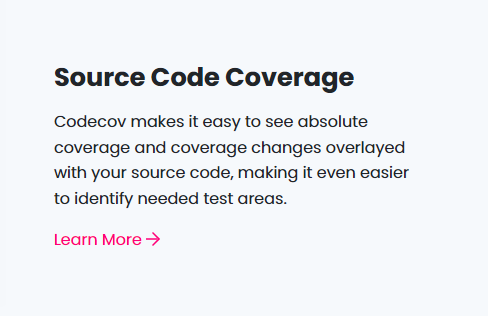 Source Code Coverage
Codecov makes it easy to see absolute
coverage and coverage changes overlayed
with your source code, making it even easier
to identify needed test areas.
Learn More →